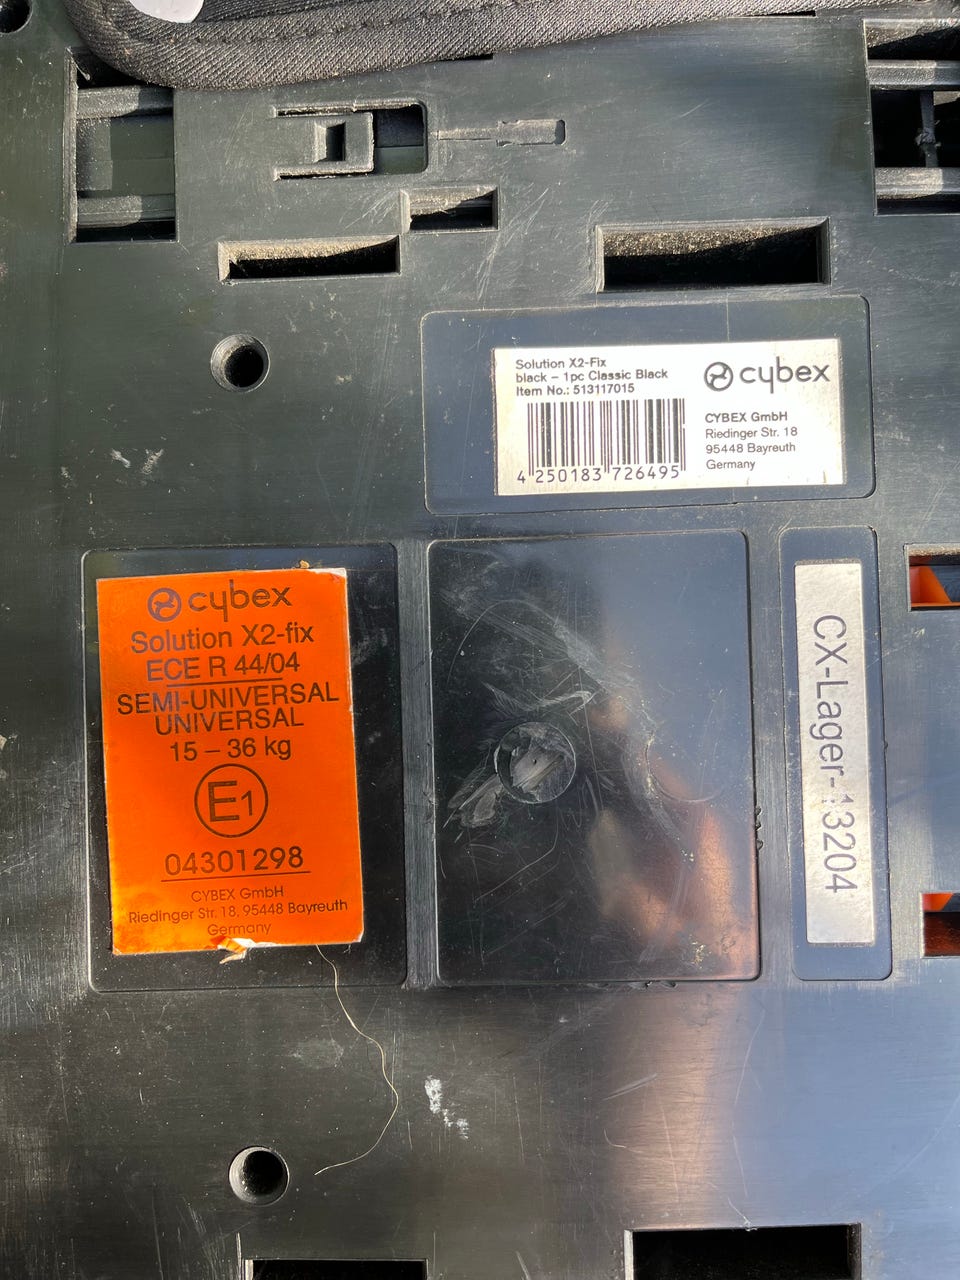 Solution X2-Fix
black – 1pc Classic Black
Item No.: 513117015
4 250183 726495
cybex
CYBEX GmbH
Riedinger Str. 18
95448 Bayreuth
Germany
cybex
Solution X2-fix
ECE R 44/04
SEMI-UNIVERSAL
UNIVERSAL
15 – 36 kg
E1
04301298
CYBEX GmbH
Riedinger Str. 18, 95448 Bayreuth
Germany
CX-Lager-13204